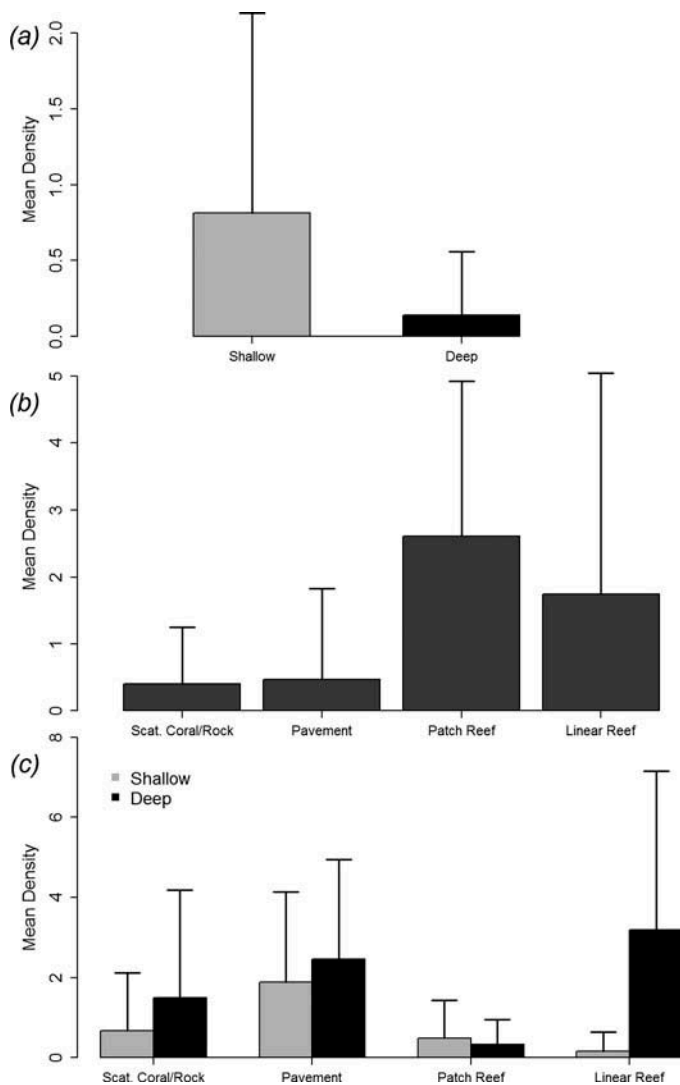 (a)
Mean Density
2.0
1.5
1.0
0.5
0.0
Shallow Deep
(b)
Mean Density
5
4
3
2
1
0
Scat. Coral/Rock Pavement Patch Reef Linear Reef
(c)
Mean Density
8
6
4
2
0
Shallow
Deep
Scat. Coral/Rock Pavement Patch Reef Linear Reef